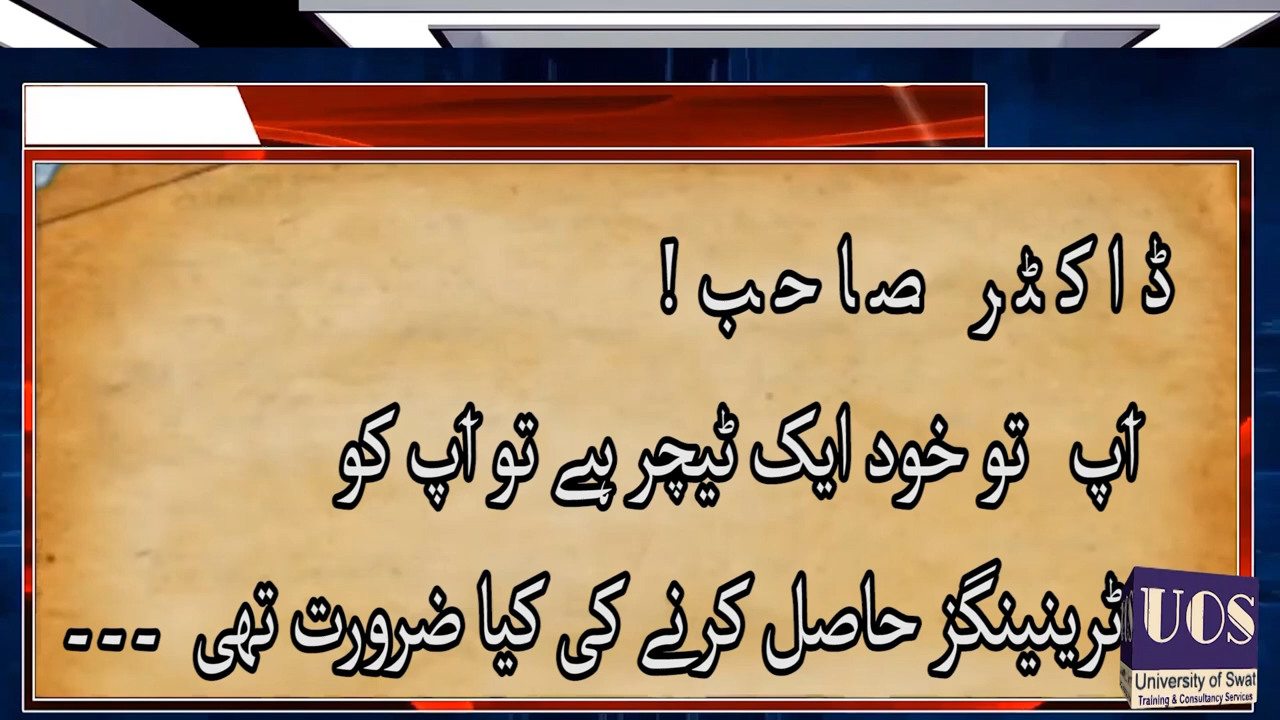 ڈاکٹر صاحب!
آپ تو خود ایک ٹیچر ہے تو آپ کو
ٹرینینگز حاصل کرنے کی کیا ضرورت تھی ---
UOS
University of Swat
Training & Consultancy Services